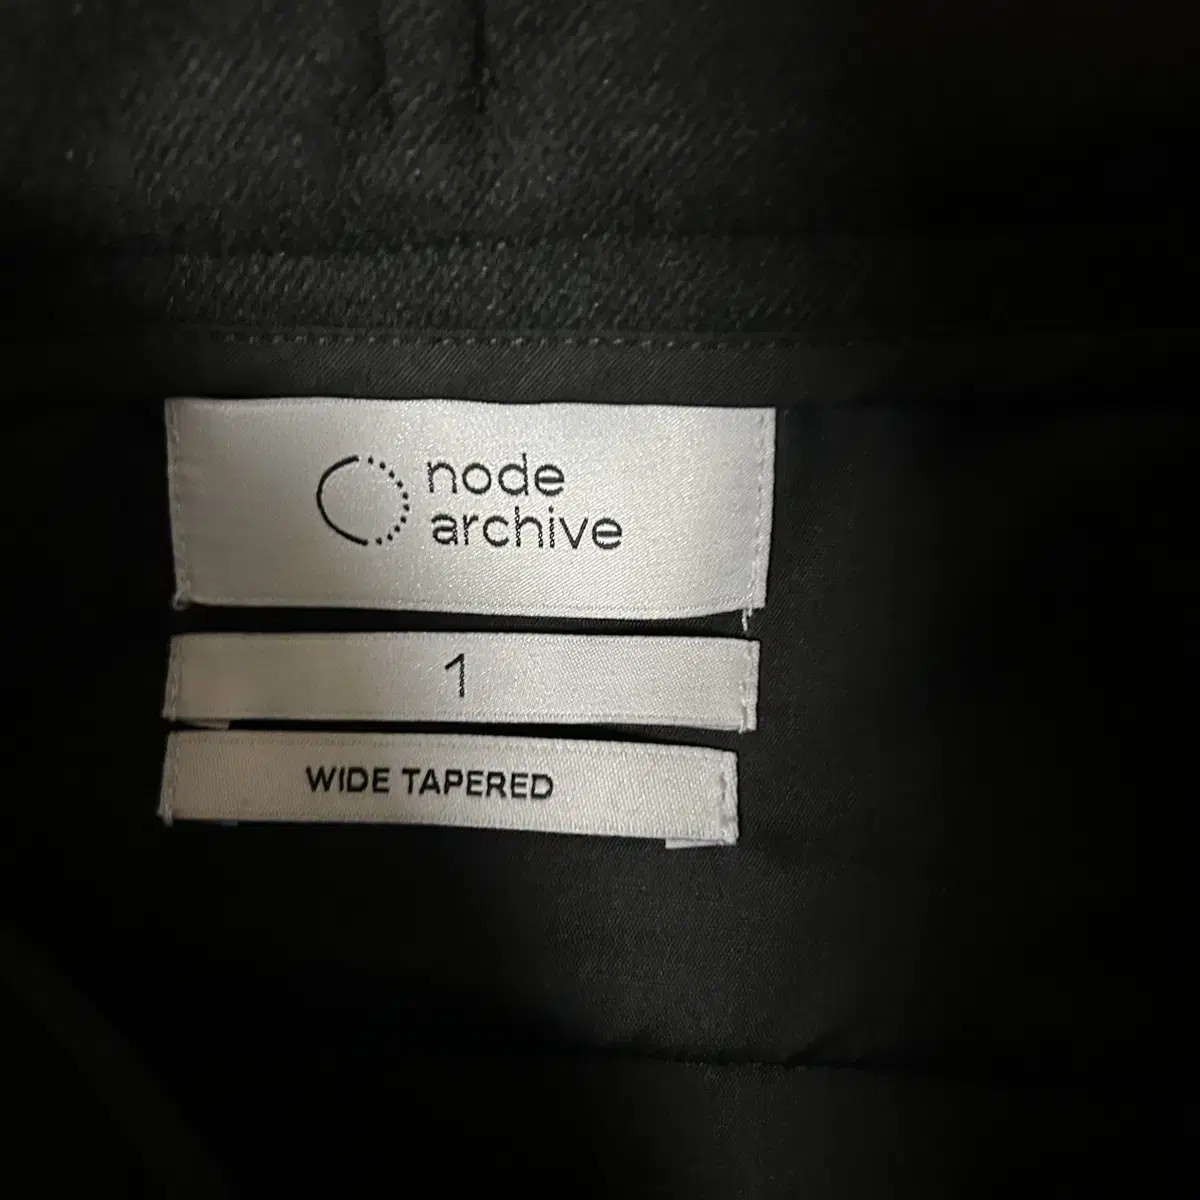 node
archive
1
WIDE TAPERED